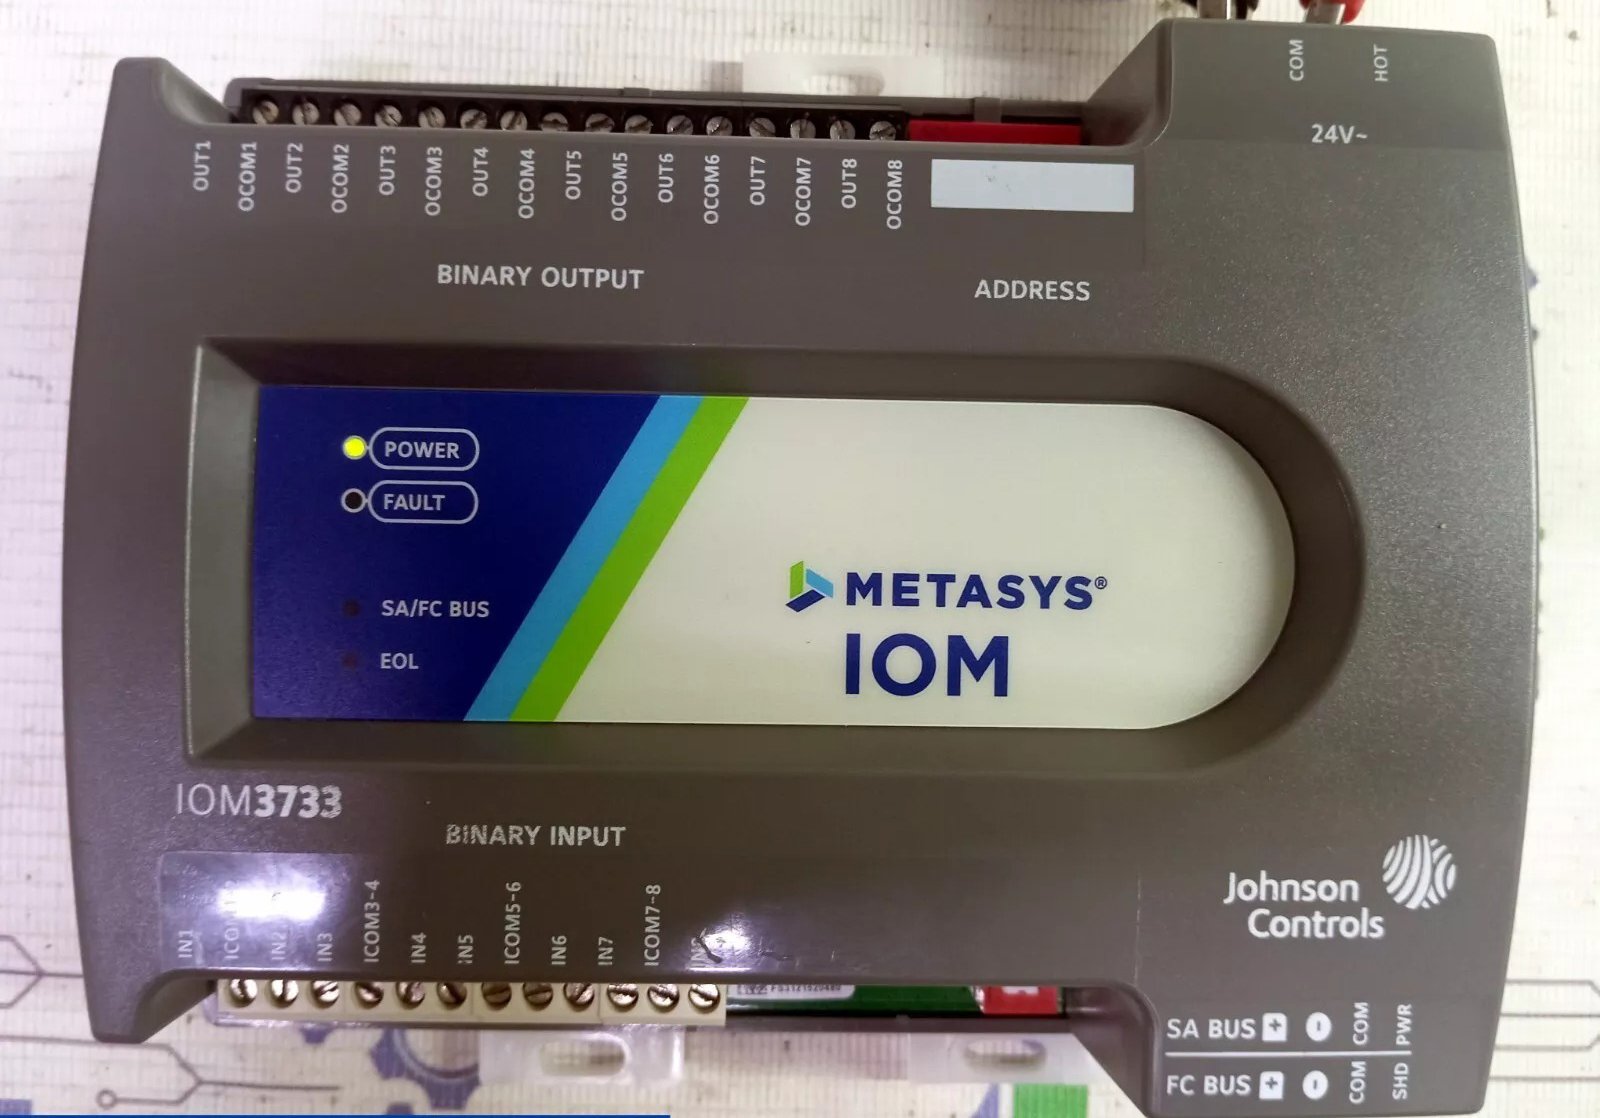 COM
HOT
24V~
OUT1
OCOM1
OUT2
OCOM2
OUT3
OCOM3
OUT4
OCOM4
OUT5
OCOM5
OUT6
OCOM6
OUT7
OCOM7
OUT8
OCOM8
BINARY OUTPUT
ADDRESS
POWER
FAULT
SA/FC BUS
EOL
METASYS®
IOM
IOM3733
BINARY INPUT
IN1
IN2
IN3
ICOM3-4
IN4
IN5
ICOM5-6
IN6
IN7
ICOM7-8
Johnson
Controls
SA BUS + - COM PWR
FC BUS + - COM SHD